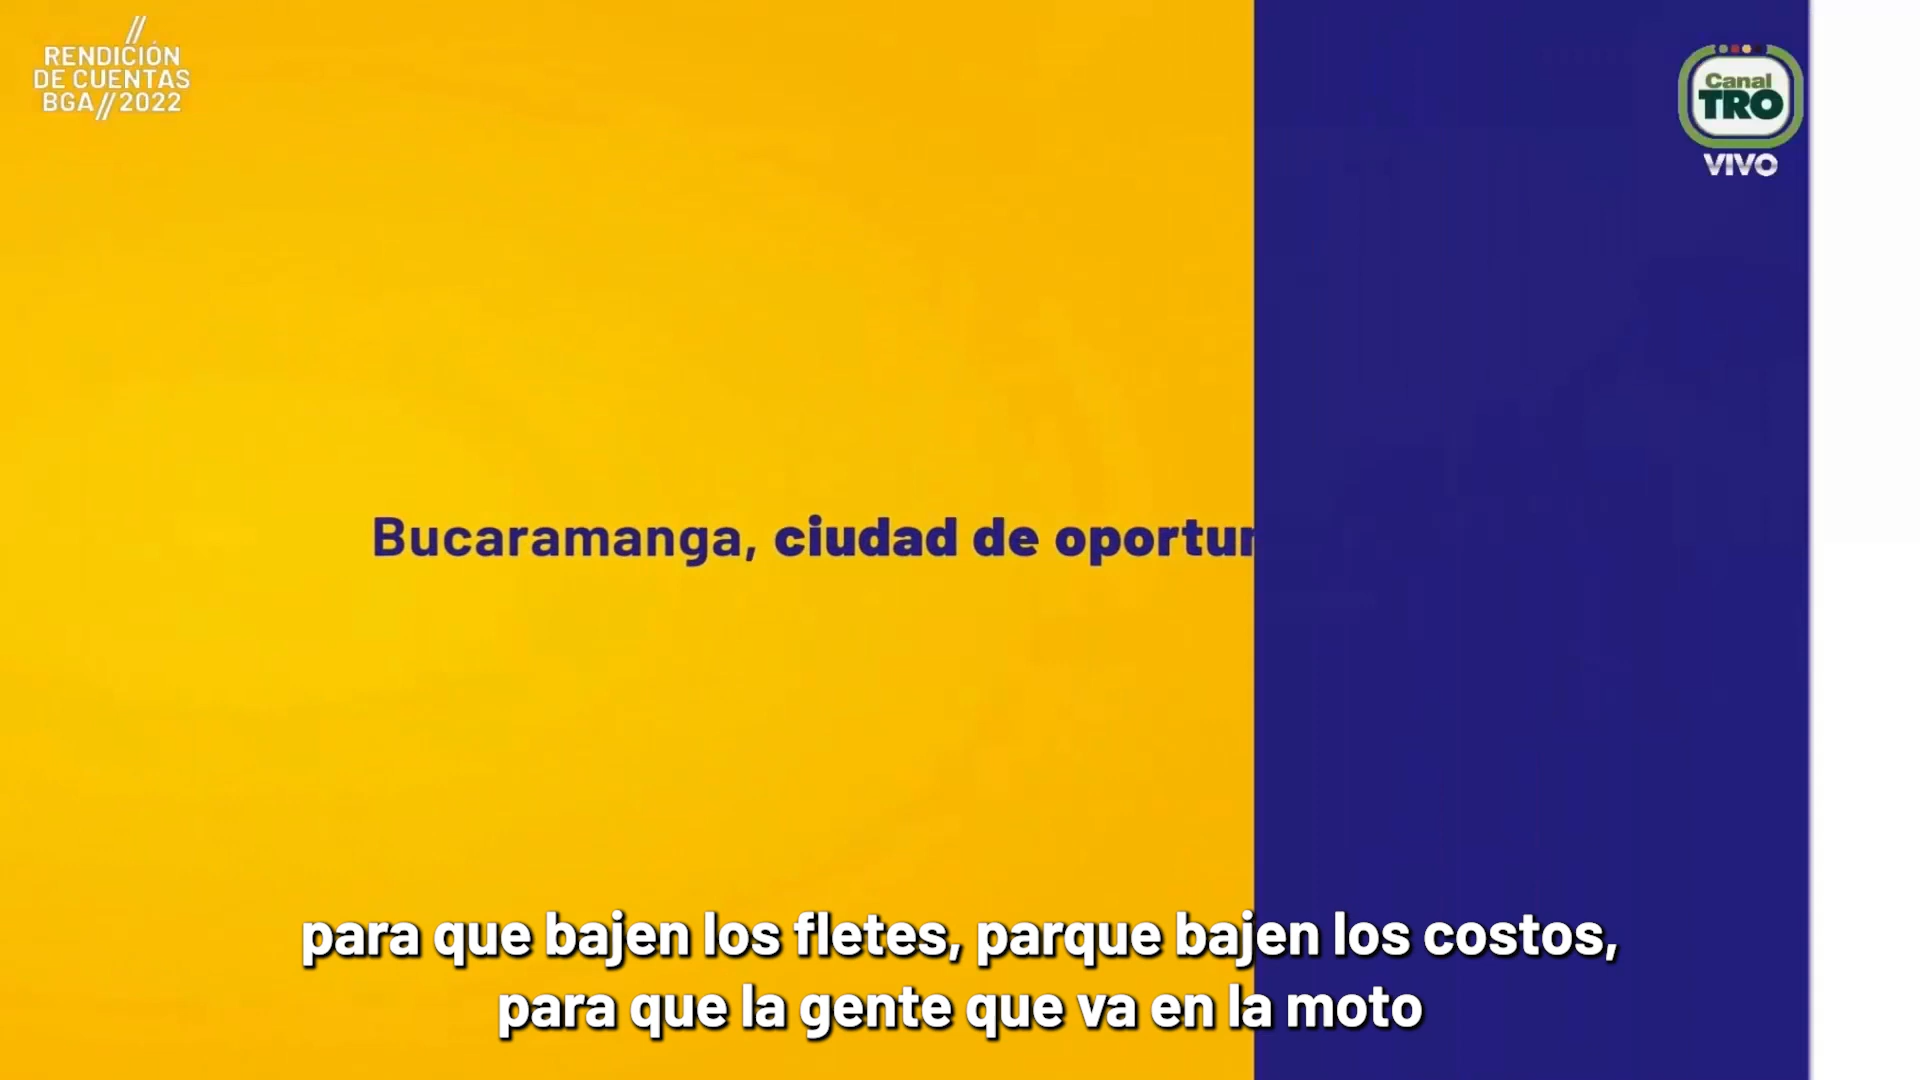 RENDICIÓN
DE CUENTAS
BGA//2022
Canal
TRO
VIVO
Bucaramanga, ciudad de oportun
para que bajen los fletes, parque bajen los costos,
para que la gente que va en la moto